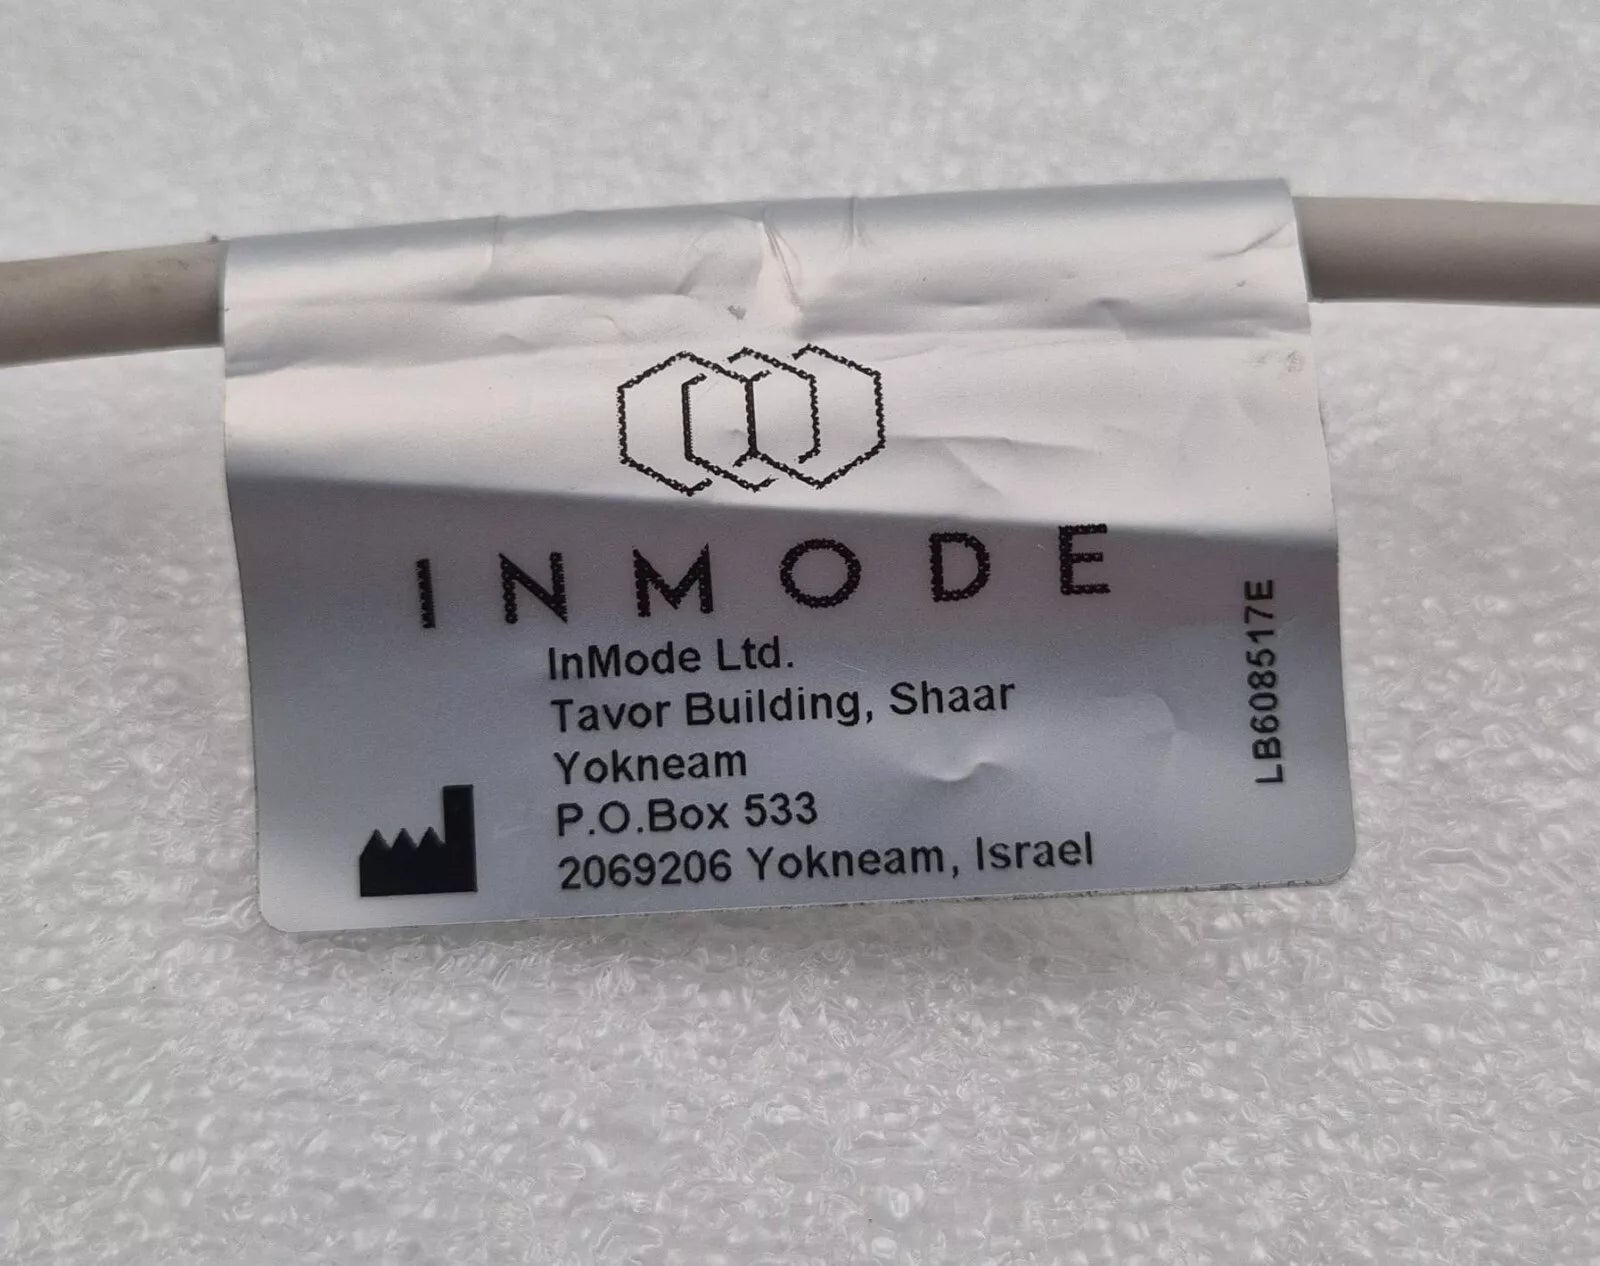 INMODE
InMode Ltd.
Tavor Building, Shaar
Yokneam
P.O.Box 533
2069206 Yokneam, Israel
LB608517E